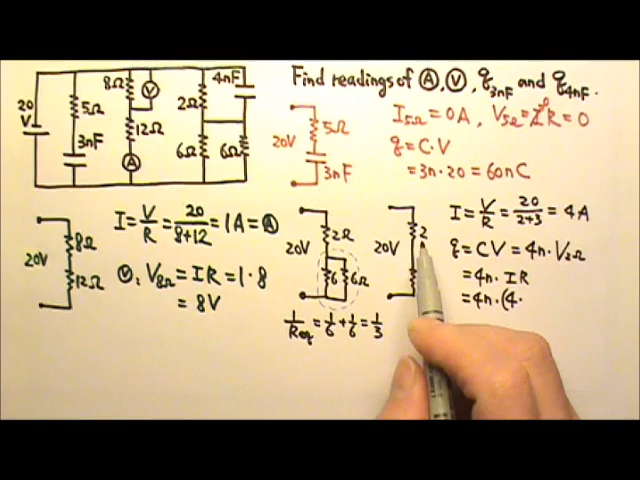 Find readings of Ⓐ, Ⓥ, q3nF and q4nF.
20 V
5Ω
3nF
8Ω
Ⓥ
12Ω
Ⓐ
2Ω
4nF
6Ω
6Ω
20V
5Ω
3nF
I5Ω = 0A, V5Ω = I⁰R = 0
q = C·V
= 3n·20 = 60nC
20V
8Ω
12Ω
I = V/R = 20/(8+12) = 1A = Ⓐ
Ⓥ: V8Ω = IR = 1·8
= 8V
20V
2Ω
6
6Ω
1/Req = 1/6 + 1/6 = 1/3
20V
2
I = V/R = 20/(2+3) = 4A
q = CV = 4n·V2Ω
= 4n·IR
= 4n·(4·